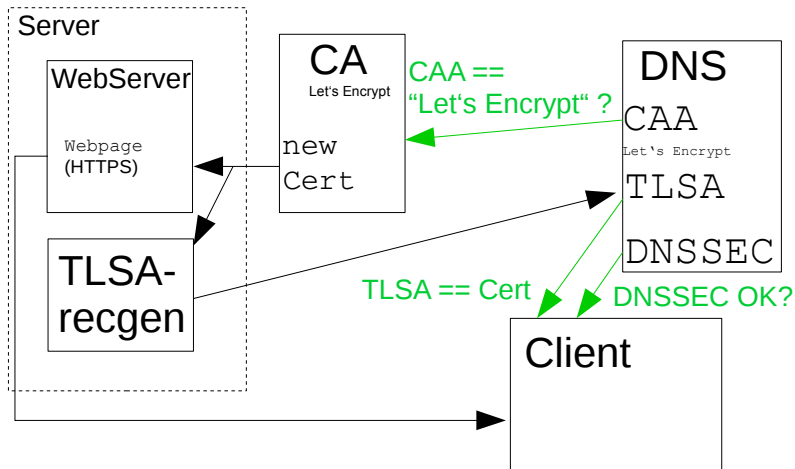 Server
WebServer
Webpage
(HTTPS)
TLSA-
recgen
CA
Let's Encrypt
new
Cert
CAA ==
“Let‘s Encrypt“ ?
DNS
CAA
Let‘s Encrypt
TLSA
DNSSEC
TLSA == Cert
DNSSEC OK?
Client